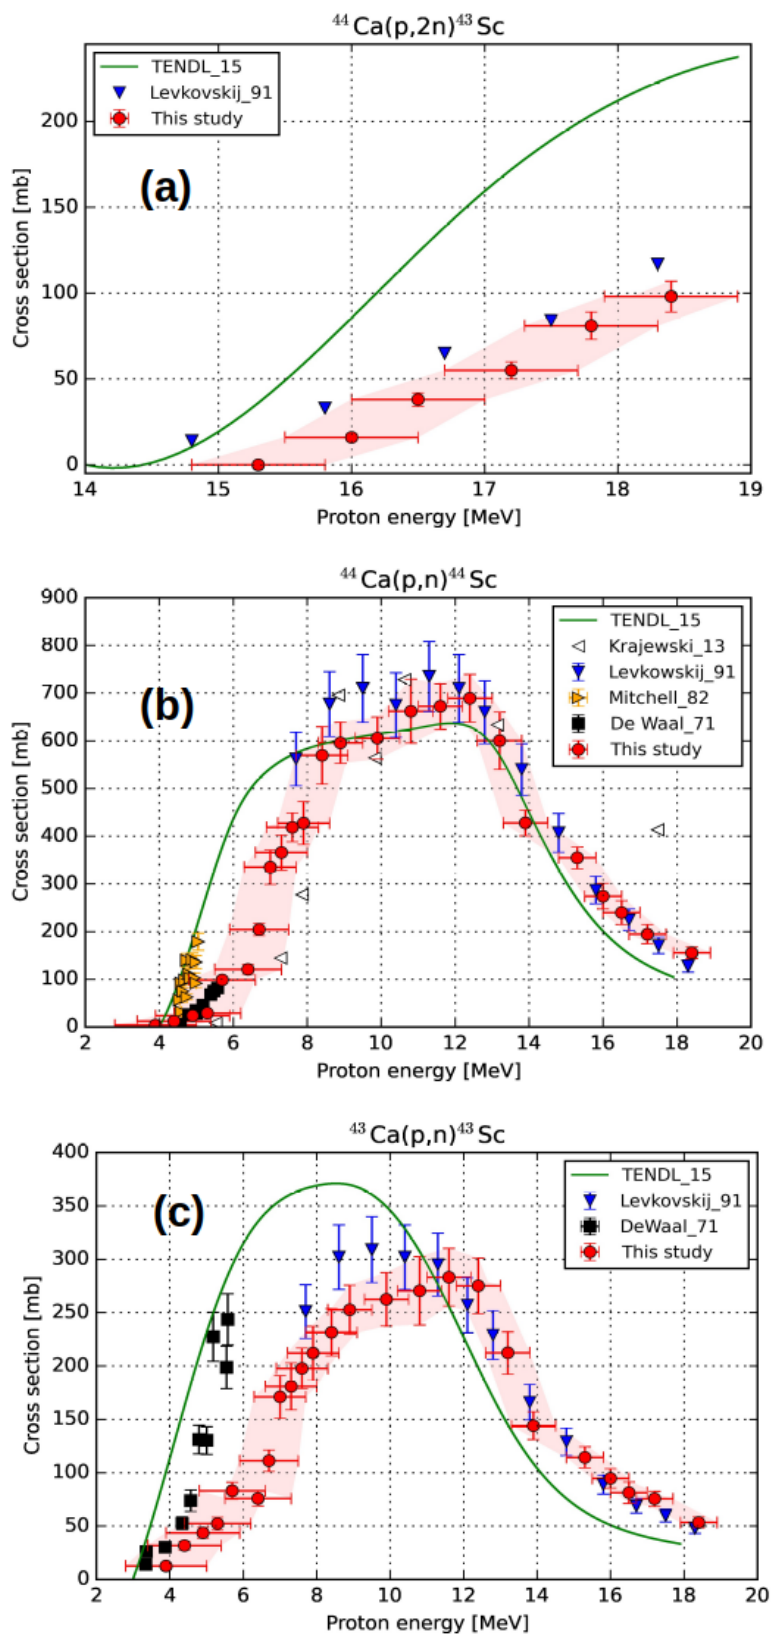 ⁴⁴Ca(p,2n)⁴³Sc
TENDL_15
Levkovskij_91
This study
(a)
Cross section [mb]
200
150
100
50
0
14 15 16 17 18 19
Proton energy [MeV]
⁴⁴Ca(p,n)⁴⁴Sc
TENDL_15
Krajewski_13
Levkowskij_91
Mitchell_82
De Waal_71
This study
(b)
Cross section [mb]
900
800
700
600
500
400
300
200
100
0
2 4 6 8 10 12 14 16 18 20
Proton energy [MeV]
⁴³Ca(p,n)⁴³Sc
TENDL_15
Levkovskij_91
DeWaal_71
This study
(c)
Cross section [mb]
400
350
300
250
200
150
100
50
0
2 4 6 8 10 12 14 16 18 20
Proton energy [MeV]